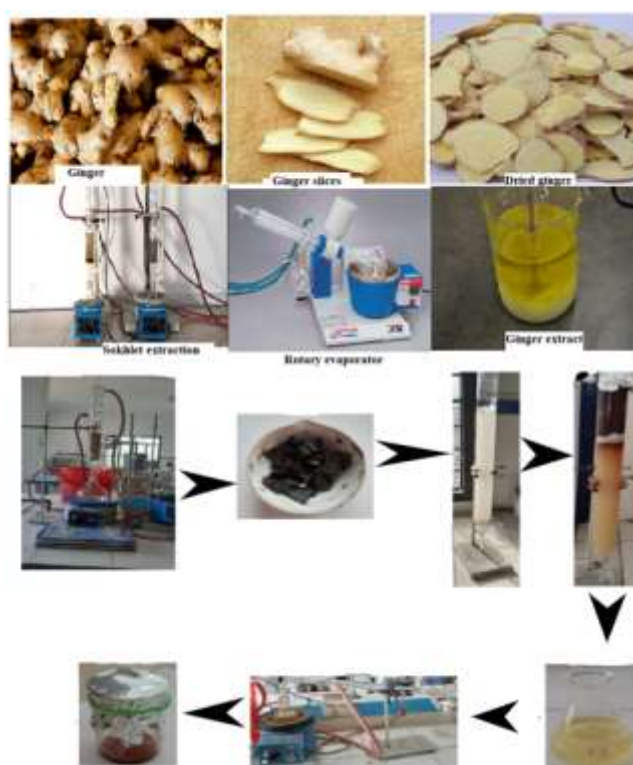 Ginger
Ginger slices
Dried ginger
Sokhlet extraction
Rotary evaporator
Ginger extract